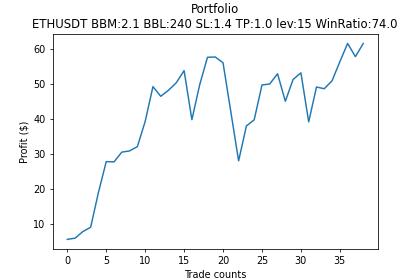 Portfolio
ETHUSDT BBM:2.1 BBL:240 SL:1.4 TP:1.0 lev:15 WinRatio:74.0
60
50
40
30
20
10
Profit ($)
0 5 10 15 20 25 30 35
Trade counts